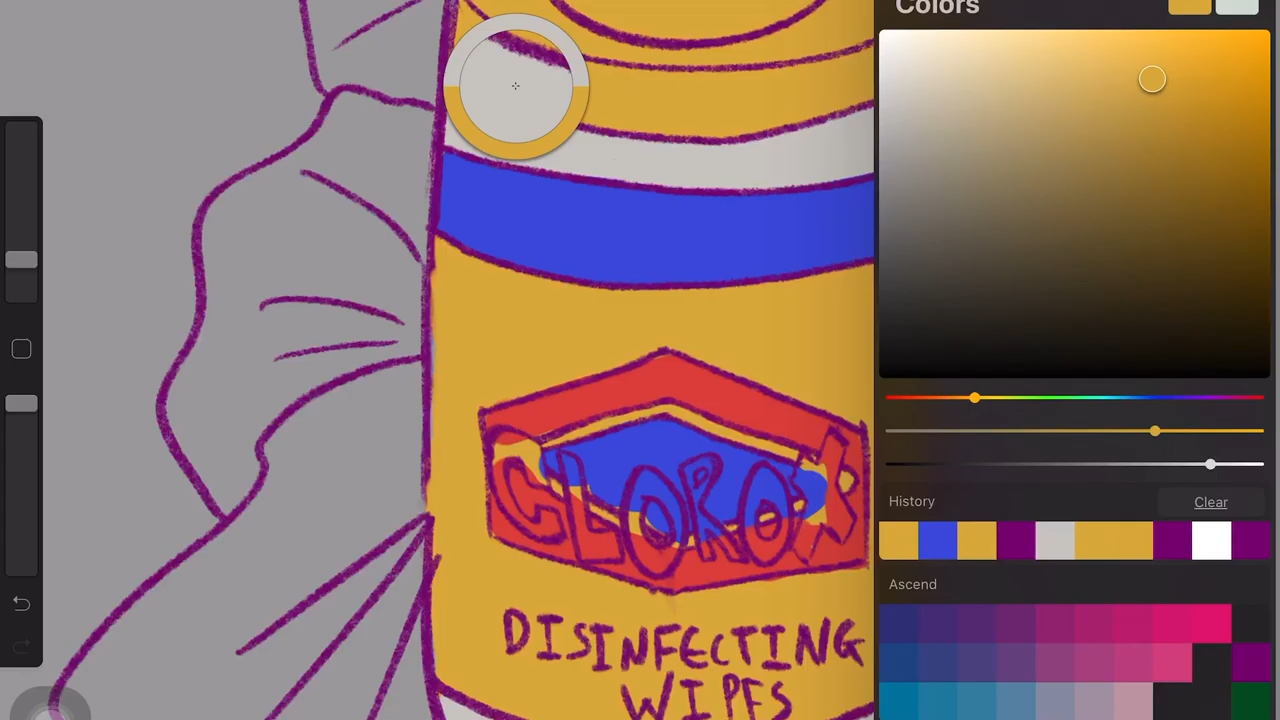 Colors
History
Clear
Ascend
CLOROX
DISINFECTING
WIPES